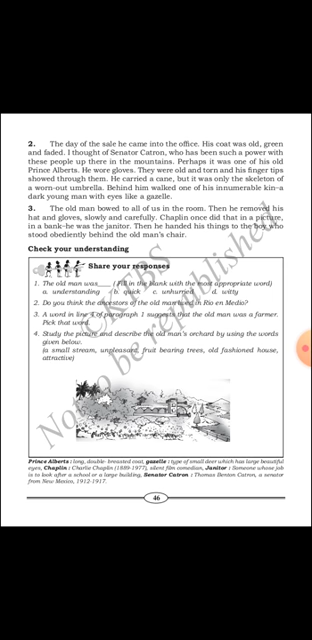 2. The day of the sale he came into the office. His coat was old, green
and faded. I thought of Senator Catron, who has been such a power with
these people up there in the mountains. Perhaps it was one of his old
Prince Alberts. He wore gloves. They were old and torn and his finger tips
showed through them. He carried a cane, but it was only the skeleton of
a worn-out umbrella. Behind him walked one of his innumerable kin–a
dark young man with eyes like a gazelle.
3. The old man bowed to all of us in the room. Then he removed his
hat and gloves, slowly and carefully. Chaplin once did that in a picture,
in a bank–he was the janitor. Then he handed his things to the boy who
stood obediently behind the old man's chair.
Check your understanding
Share your responses
1. The old man was____ ( Fill in the blank with the most appropriate word)
a. understanding b. quick c. unhurried d. witty
2. Do you think the ancestors of the old man lived in Rio en Medio?
3. A word in line 4 of paragraph 1 suggests that the old man was a farmer.
Pick that word.
4. Study the picture and describe the old man's orchard by using the words
given below.
(a small stream, unpleasant, fruit bearing trees, old fashioned house,
attractive)
Prince Alberts : long, double- breasted coat, gazelle : type of small deer which has large beautiful
eyes, Chaplin : Charlie Chaplin (1889-1977), silent film comedian, Janitor : Someone whose job
is to look after a school or a large building, Senator Catron : Thomas Benton Catron, a senator
from New Mexico, 1912-1917.
46
©KTBS
Not to be republished